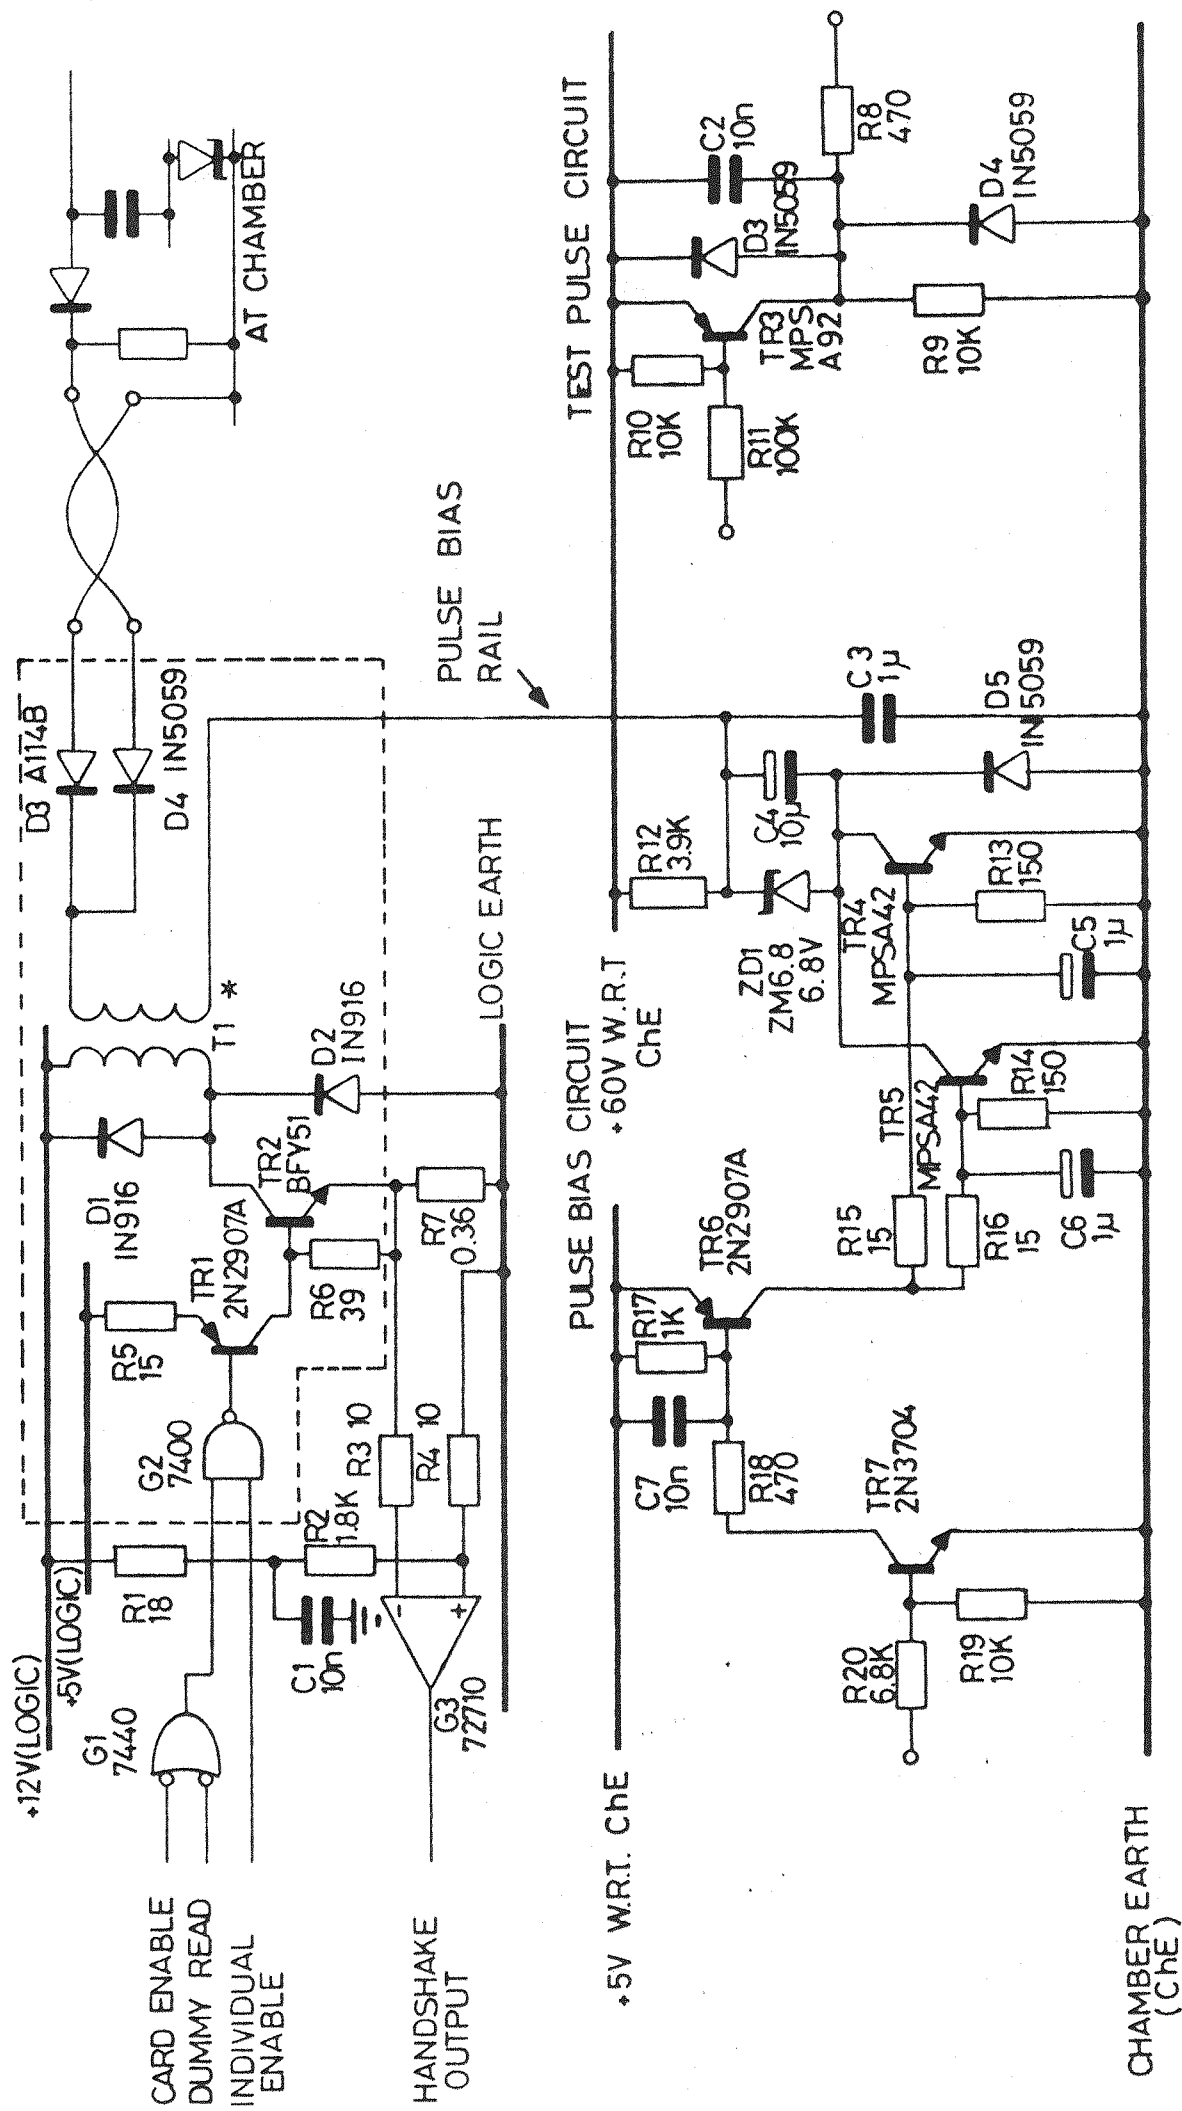 +12V(LOGIC)
+5V(LOGIC)
G1
7440
CARD ENABLE
DUMMY READ
INDIVIDUAL
ENABLE
HANDSHAKE
OUTPUT
R1
18
C1
10n
R2
1.8K
G3
72710
G2
7400
R3 10
R4 10
R5
15
TR1
2N2907A
D1
IN916
R6
39
TR2
BFY51
R7
0.36
D2
IN916
T1 *
LOGIC EARTH
D3 A114B
D4 IN5059
PULSE BIAS
RAIL
AT CHAMBER
PULSE BIAS CIRCUIT
+5V W.R.T. ChE
+60V W.R.T
ChE
CHAMBER EARTH
(ChE)
R20
6.8K
R19
10K
TR7
2N3704
C7
10n
R18
470
R17
1K
TR6
2N2907A
R15
15
R16
15
C6
1µ
TR5
MPSA42
R14
150
C5
1µ
TR4
MPSA42
R13
150
ZD1
ZM6.8
6.8V
R12
3.9K
C4
10µ
D5
IN5059
C3
1µ
TEST PULSE CIRCUIT
R10
10K
R11
100K
TR3
MPS
A92
R9
10K
D3
IN5059
C2
10n
D4
IN5059
R8
470